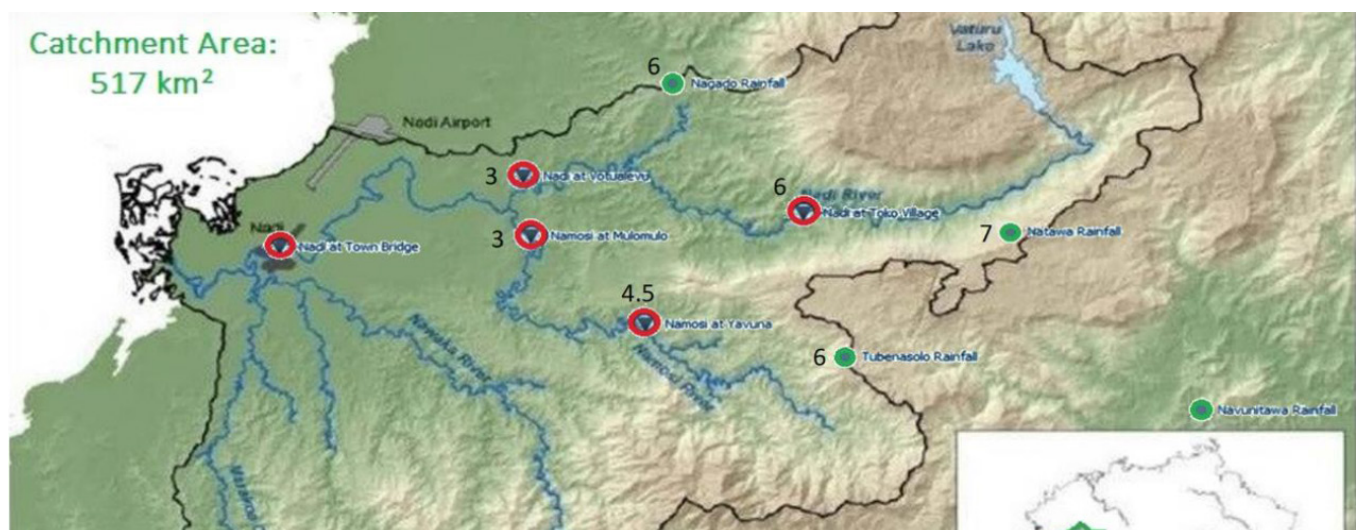 Catchment Area:
517 km²
Vaturu
Lake
6
Nagado Rainfall
Nadi Airport
3
Nadi at Votualevu
6
Nadi River
Nadi at Toko Village
Nadi
Nadi at Town Bridge
3
Namosi at Mulomulo
7
Natawa Rainfall
4.5
Namosi at Yavuna
Namosi River
6
Tubenasolo Rainfall
Navunitawa Rainfall